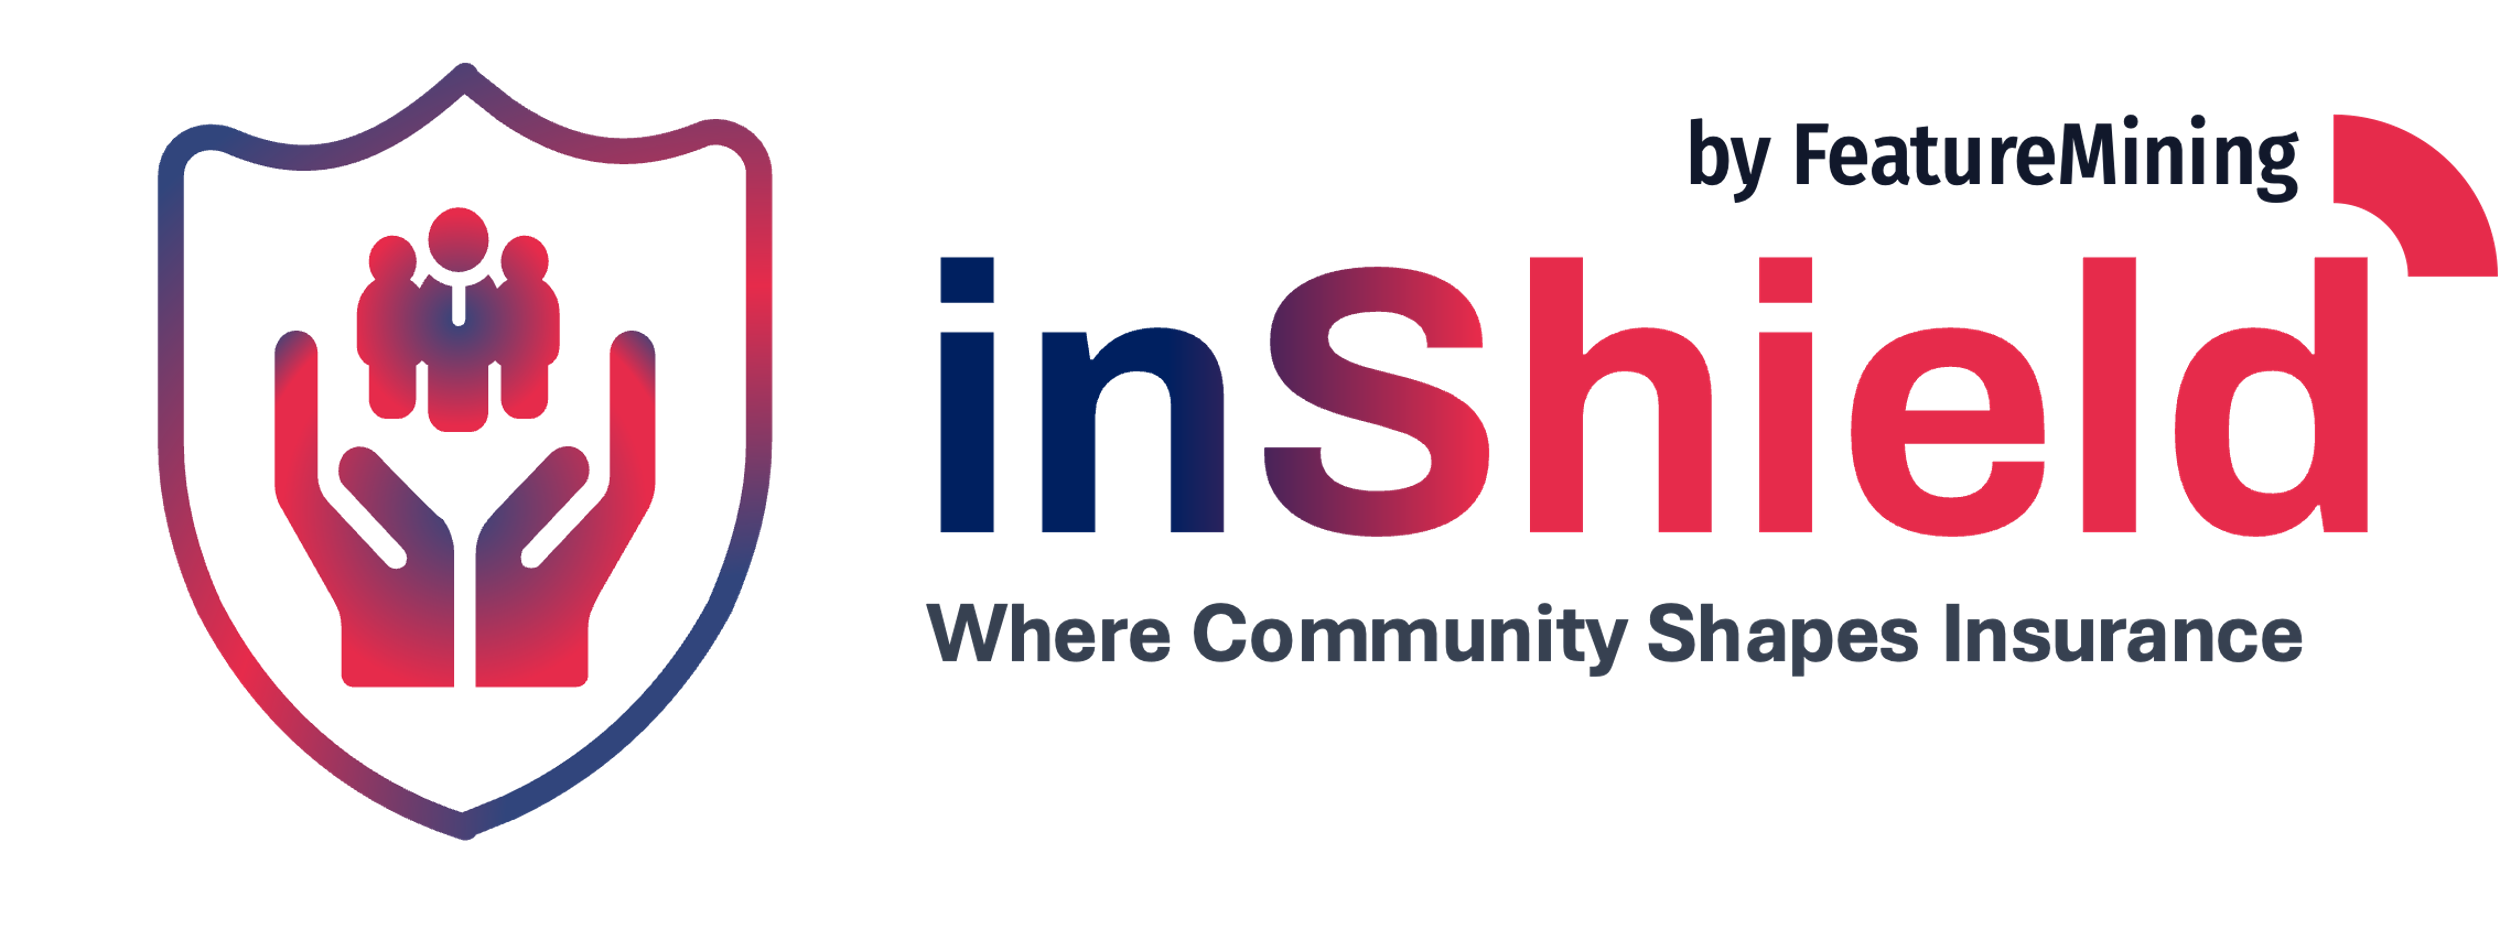 by FeatureMining
inShield
Where Community Shapes Insurance